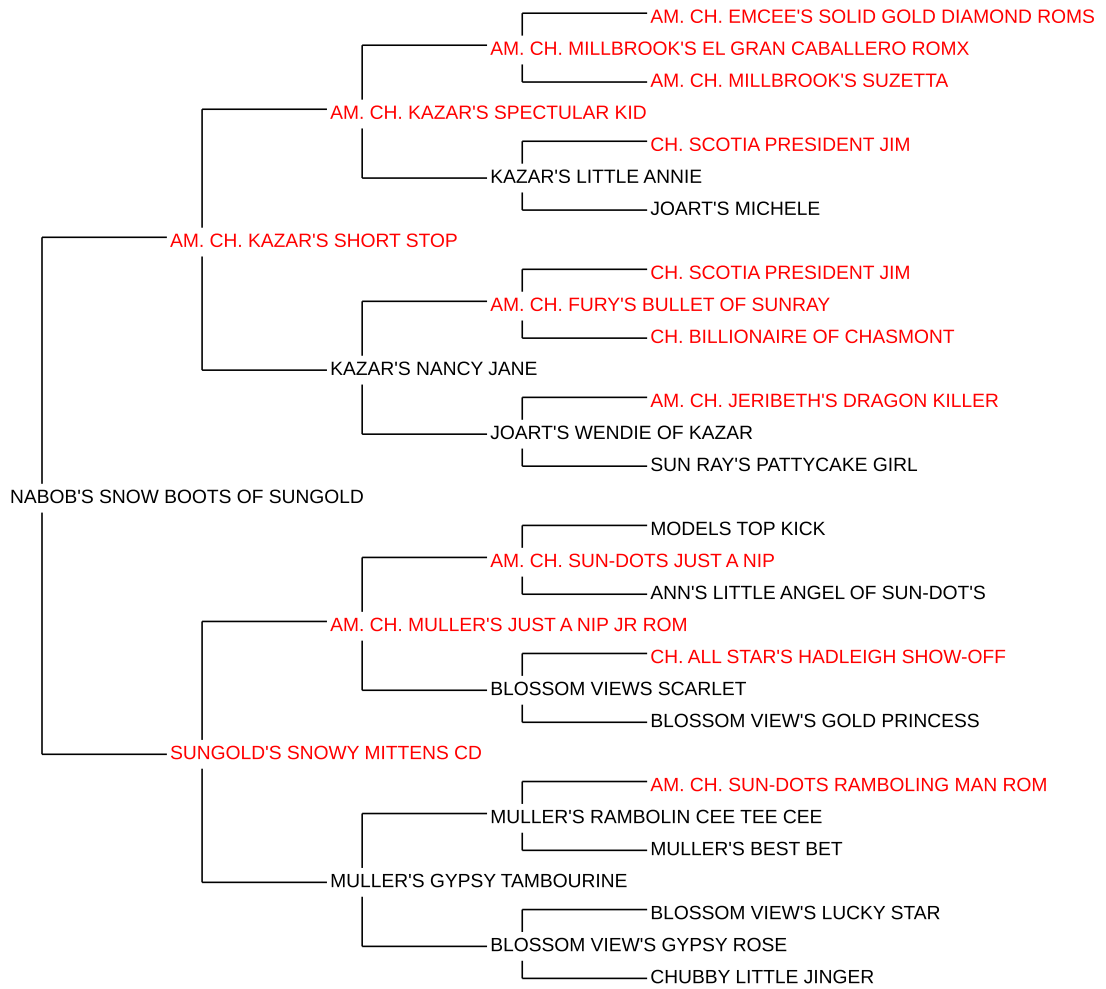 AM. CH. EMCEE'S SOLID GOLD DIAMOND ROMS
AM. CH. MILLBROOK'S EL GRAN CABALLERO ROMX
AM. CH. MILLBROOK'S SUZETTA
AM. CH. KAZAR'S SPECTULAR KID
CH. SCOTIA PRESIDENT JIM
KAZAR'S LITTLE ANNIE
JOART'S MICHELE
AM. CH. KAZAR'S SHORT STOP
CH. SCOTIA PRESIDENT JIM
AM. CH. FURY'S BULLET OF SUNRAY
CH. BILLIONAIRE OF CHASMONT
KAZAR'S NANCY JANE
AM. CH. JERIBETH'S DRAGON KILLER
JOART'S WENDIE OF KAZAR
SUN RAY'S PATTYCAKE GIRL
NABOB'S SNOW BOOTS OF SUNGOLD
MODELS TOP KICK
AM. CH. SUN-DOTS JUST A NIP
ANN'S LITTLE ANGEL OF SUN-DOT'S
AM. CH. MULLER'S JUST A NIP JR ROM
CH. ALL STAR'S HADLEIGH SHOW-OFF
BLOSSOM VIEWS SCARLET
BLOSSOM VIEW'S GOLD PRINCESS
SUNGOLD'S SNOWY MITTENS CD
AM. CH. SUN-DOTS RAMBOLING MAN ROM
MULLER'S RAMBOLIN CEE TEE CEE
MULLER'S BEST BET
MULLER'S GYPSY TAMBOURINE
BLOSSOM VIEW'S LUCKY STAR
BLOSSOM VIEW'S GYPSY ROSE
CHUBBY LITTLE JINGER